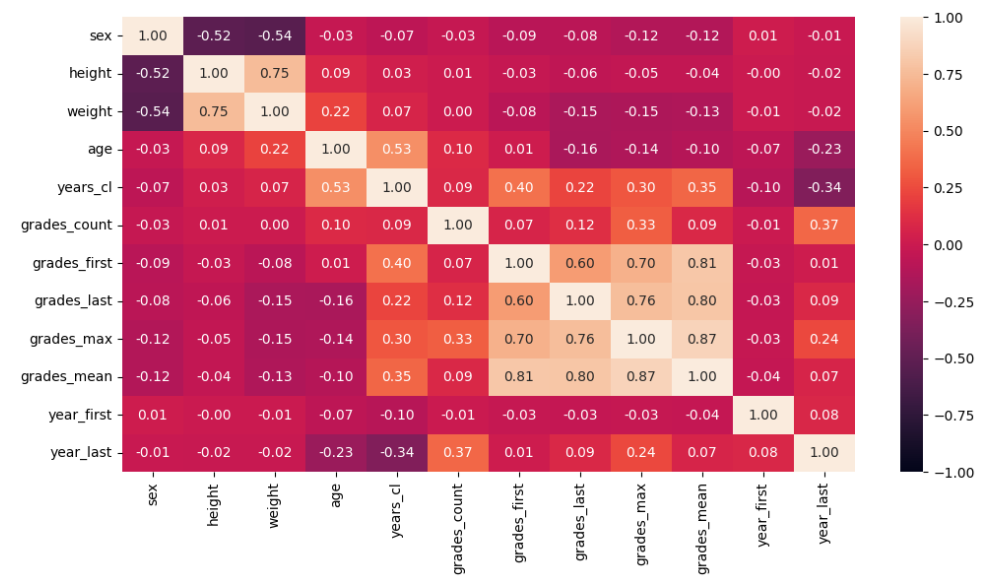 sex 1.00 -0.52 -0.54 -0.03 -0.07 -0.03 -0.09 -0.08 -0.12 -0.12 0.01 -0.01
height -0.52 1.00 0.75 0.09 0.03 0.01 -0.03 -0.06 -0.05 -0.04 -0.00 -0.02
weight -0.54 0.75 1.00 0.22 0.07 0.00 -0.08 -0.15 -0.15 -0.13 -0.01 -0.02
age -0.03 0.09 0.22 1.00 0.53 0.10 0.01 -0.16 -0.14 -0.10 -0.07 -0.23
years_cl -0.07 0.03 0.07 0.53 1.00 0.09 0.40 0.22 0.30 0.35 -0.10 -0.34
grades_count -0.03 0.01 0.00 0.10 0.09 1.00 0.07 0.12 0.33 0.09 -0.01 0.37
grades_first -0.09 -0.03 -0.08 0.01 0.40 0.07 1.00 0.60 0.70 0.81 -0.03 0.01
grades_last -0.08 -0.06 -0.15 -0.16 0.22 0.12 0.60 1.00 0.76 0.80 -0.03 0.09
grades_max -0.12 -0.05 -0.15 -0.14 0.30 0.33 0.70 0.76 1.00 0.87 -0.03 0.24
grades_mean -0.12 -0.04 -0.13 -0.10 0.35 0.09 0.81 0.80 0.87 1.00 -0.04 0.07
year_first 0.01 -0.00 -0.01 -0.07 -0.10 -0.01 -0.03 -0.03 -0.03 -0.04 1.00 0.08
year_last -0.01 -0.02 -0.02 -0.23 -0.34 0.37 0.01 0.09 0.24 0.07 0.08 1.00
sex height weight age years_cl grades_count grades_first grades_last grades_max grades_mean year_first year_last
1.00
0.75
0.50
0.25
0.00
−0.25
−0.50
−0.75
−1.00